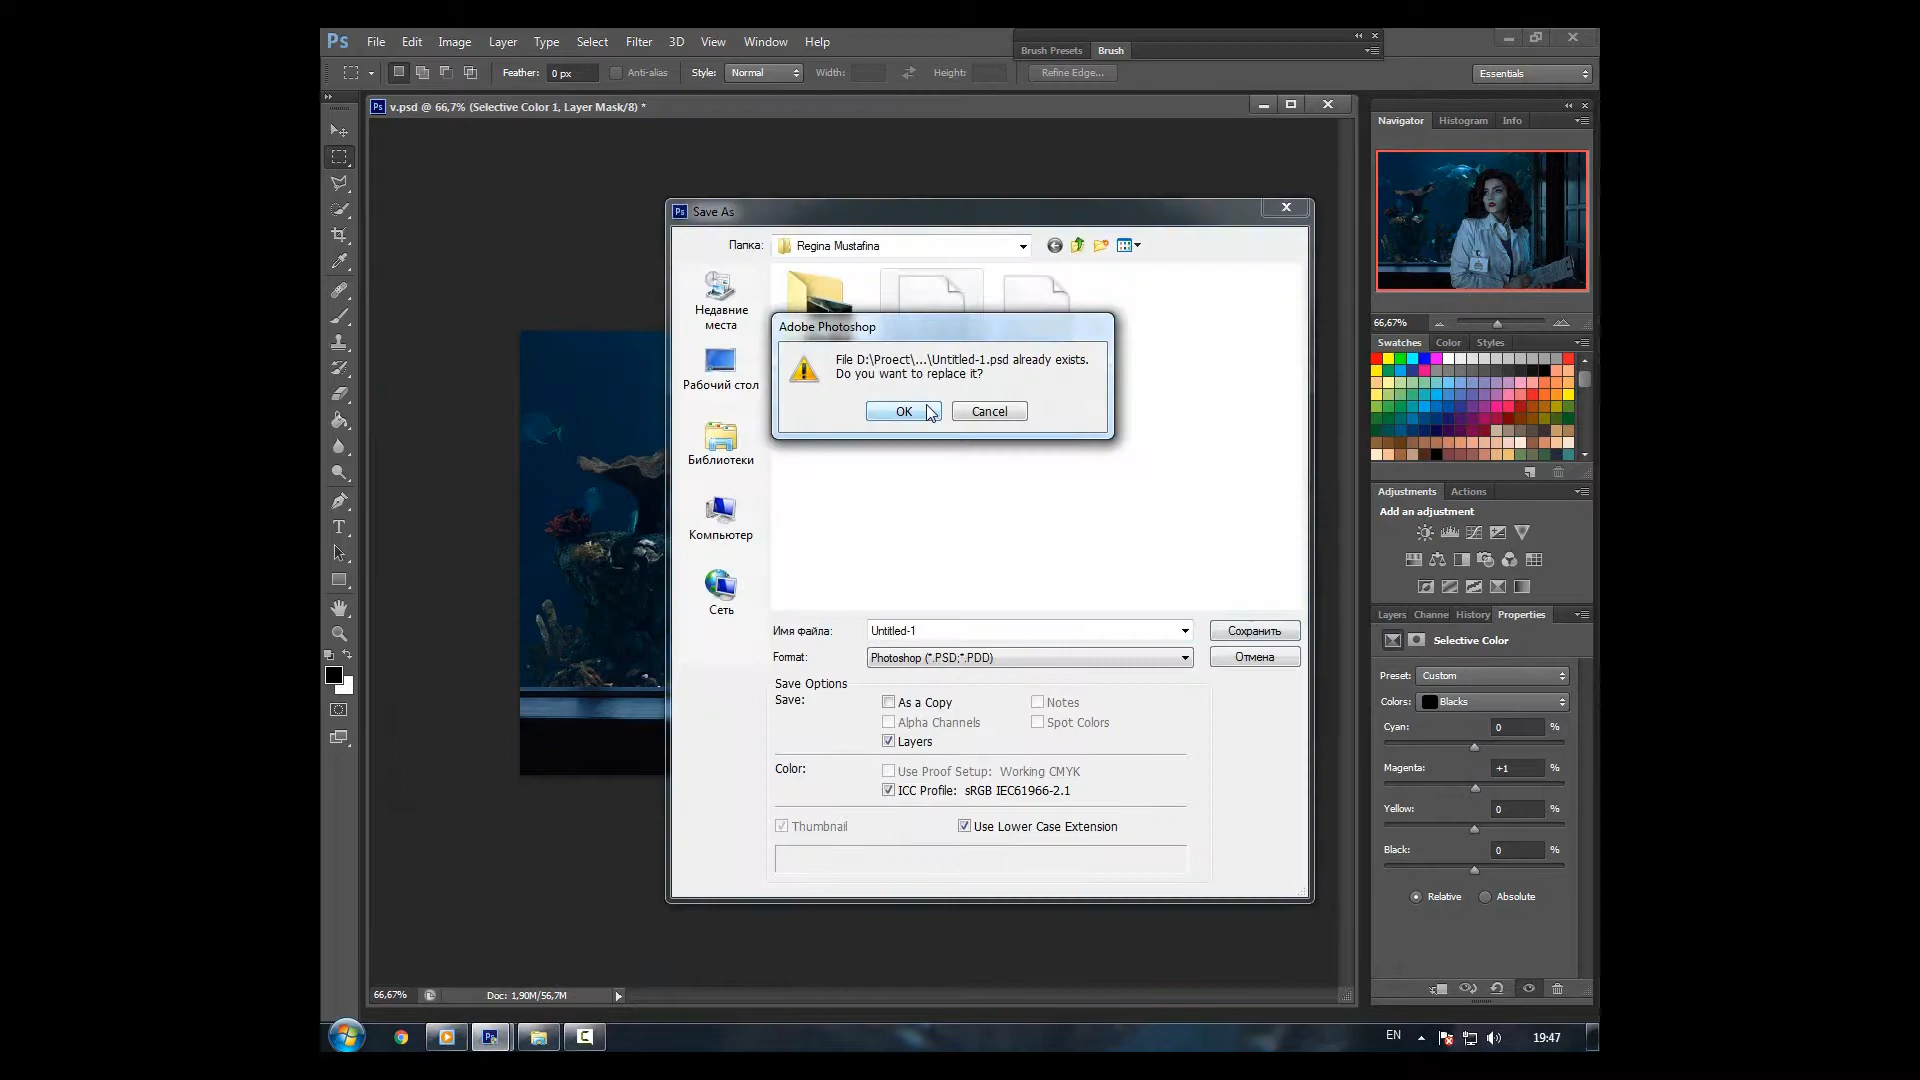 Ps File Edit Image Layer Type Select Filter 3D View Window Help
Brush Presets Brush
Feather: 0 px Anti-alias Style: Normal Width: Height: Refine Edge... Essentials
Ps v.psd @ 66,7% (Selective Color 1, Layer Mask/8) *
Navigator Histogram Info
66,67%
Swatches Color Styles
Adjustments Actions
Add an adjustment
Layers Channe History Properties
Selective Color
Preset: Custom
Colors: Blacks
Cyan: 0 %
Magenta: +1 %
Yellow: 0 %
Black: 0 %
Relative Absolute
Ps Save As
Папка: Regina Mustafina
Недавние
места
Рабочий стол
Библиотеки
Компьютер
Сеть
Adobe Photoshop
File D:\Proect\...\Untitled-1.psd already exists.
Do you want to replace it?
OK Cancel
Имя файла: Untitled-1 Сохранить
Format: Photoshop (*.PSD;*.PDD) Отмена
Save Options
Save:
As a Copy Notes
Alpha Channels Spot Colors
Layers
Color:
Use Proof Setup: Working CMYK
ICC Profile: sRGB IEC61966-2.1
Thumbnail Use Lower Case Extension
66,67% Doc: 1,90M/56,7M
Ps EN 19:47